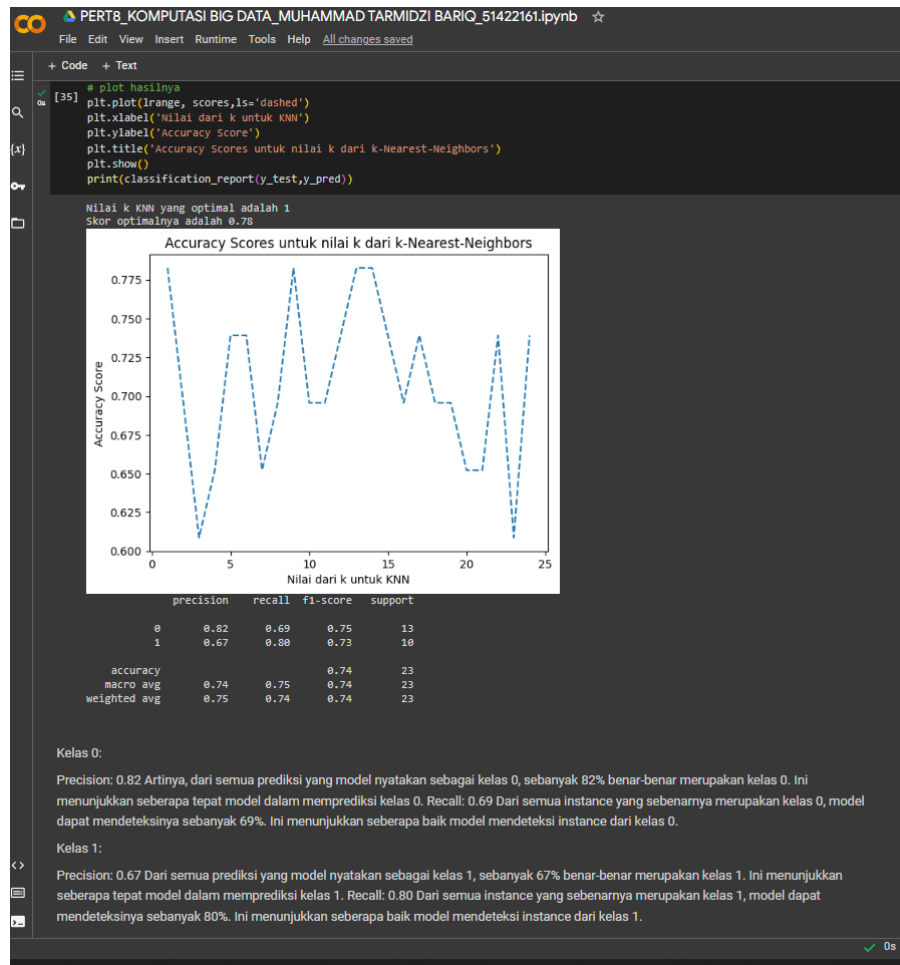 PERT8_KOMPUTASI BIG DATA_MUHAMMAD TARMIDZI BARIQ_51422161.ipynb
File Edit View Insert Runtime Tools Help All changes saved
+ Code + Text
[35]
0s
# plot hasilnya
plt.plot(lrange, scores,ls='dashed')
plt.xlabel('Nilai dari k untuk KNN')
plt.ylabel('Accuracy Score')
plt.title('Accuracy Scores untuk nilai k dari k-Nearest-Neighbors')
plt.show()
print(classification_report(y_test,y_pred))
{x}
Nilai k KNN yang optimal adalah 1
Skor optimalnya adalah 0.78
Accuracy Scores untuk nilai k dari k-Nearest-Neighbors
0.775
0.750
0.725
0.700
0.675
0.650
0.625
0.600
Accuracy Score
0 5 10 15 20 25
Nilai dari k untuk KNN
precision recall f1-score support
0 0.82 0.69 0.75 13
1 0.67 0.80 0.73 10
accuracy 0.74 23
macro avg 0.74 0.75 0.74 23
weighted avg 0.75 0.74 0.74 23
Kelas 0:
Precision: 0.82 Artinya, dari semua prediksi yang model nyatakan sebagai kelas 0, sebanyak 82% benar-benar merupakan kelas 0. Ini
menunjukkan seberapa tepat model dalam memprediksi kelas 0. Recall: 0.69 Dari semua instance yang sebenarnya merupakan kelas 0, model
dapat mendeteksinya sebanyak 69%. Ini menunjukkan seberapa baik model mendeteksi instance dari kelas 0.
Kelas 1:
Precision: 0.67 Dari semua prediksi yang model nyatakan sebagai kelas 1, sebanyak 67% benar-benar merupakan kelas 1. Ini menunjukkan
seberapa tepat model dalam memprediksi kelas 1. Recall: 0.80 Dari semua instance yang sebenarnya merupakan kelas 1, model dapat
mendeteksinya sebanyak 80%. Ini menunjukkan seberapa baik model mendeteksi instance dari kelas 1.
0s